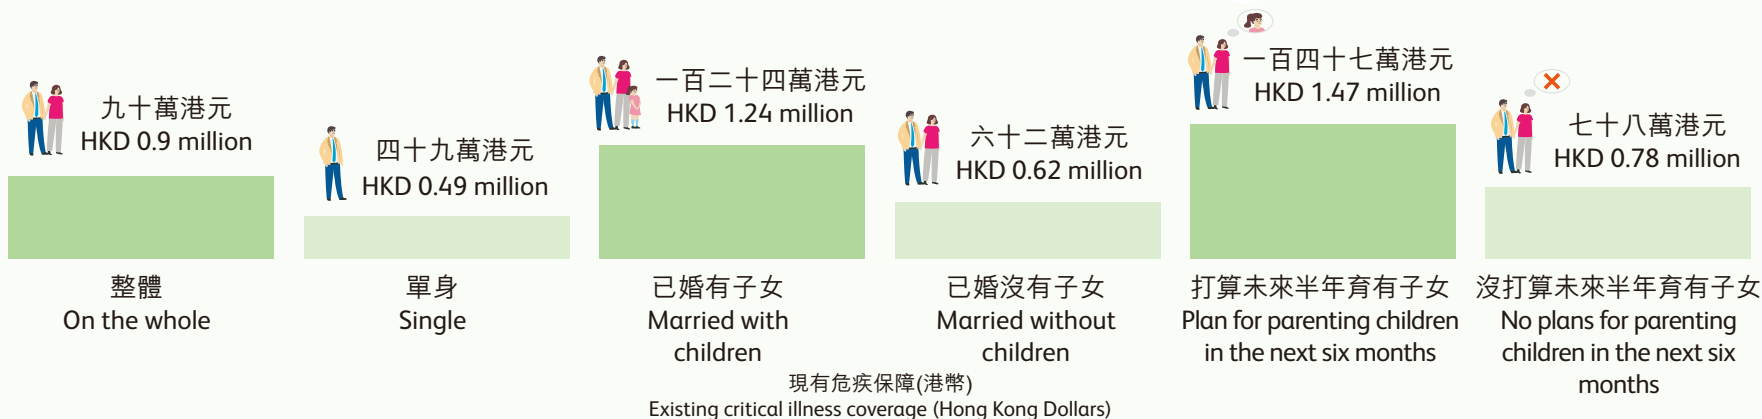 九十萬港元
HKD 0.9 million
整體
On the whole
四十九萬港元
HKD 0.49 million
單身
Single
一百二十四萬港元
HKD 1.24 million
已婚有子女
Married with
children
六十二萬港元
HKD 0.62 million
已婚沒有子女
Married without
children
一百四十七萬港元
HKD 1.47 million
打算未來半年育有子女
Plan for parenting children
in the next six months
七十八萬港元
HKD 0.78 million
沒打算未來半年育有子女
No plans for parenting
children in the next six
months
現有危疾保障(港幣)
Existing critical illness coverage (Hong Kong Dollars)